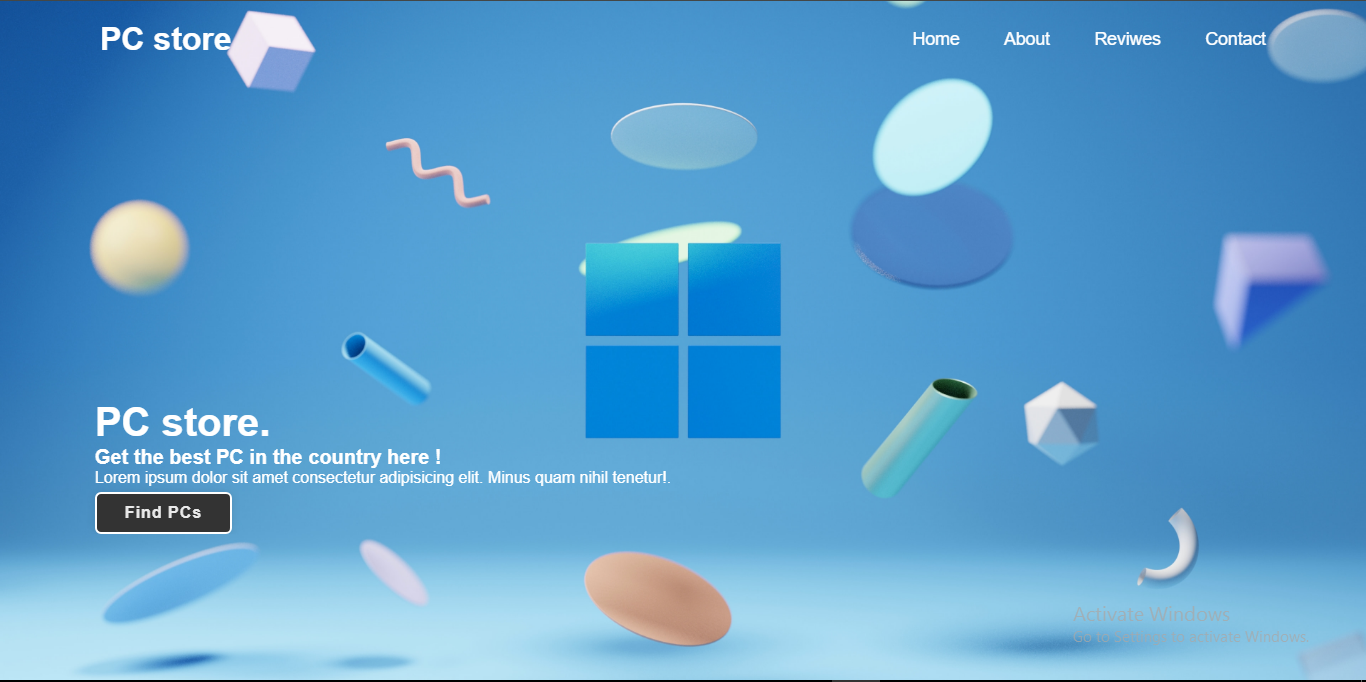 PC store
Home About Reviwes Contact
PC store.
Get the best PC in the country here !
Lorem ipsum dolor sit amet consectetur adipisicing elit. Minus quam nihil tenetur!.
Find PCs
Activate Windows
Go to Settings to activate Windows.